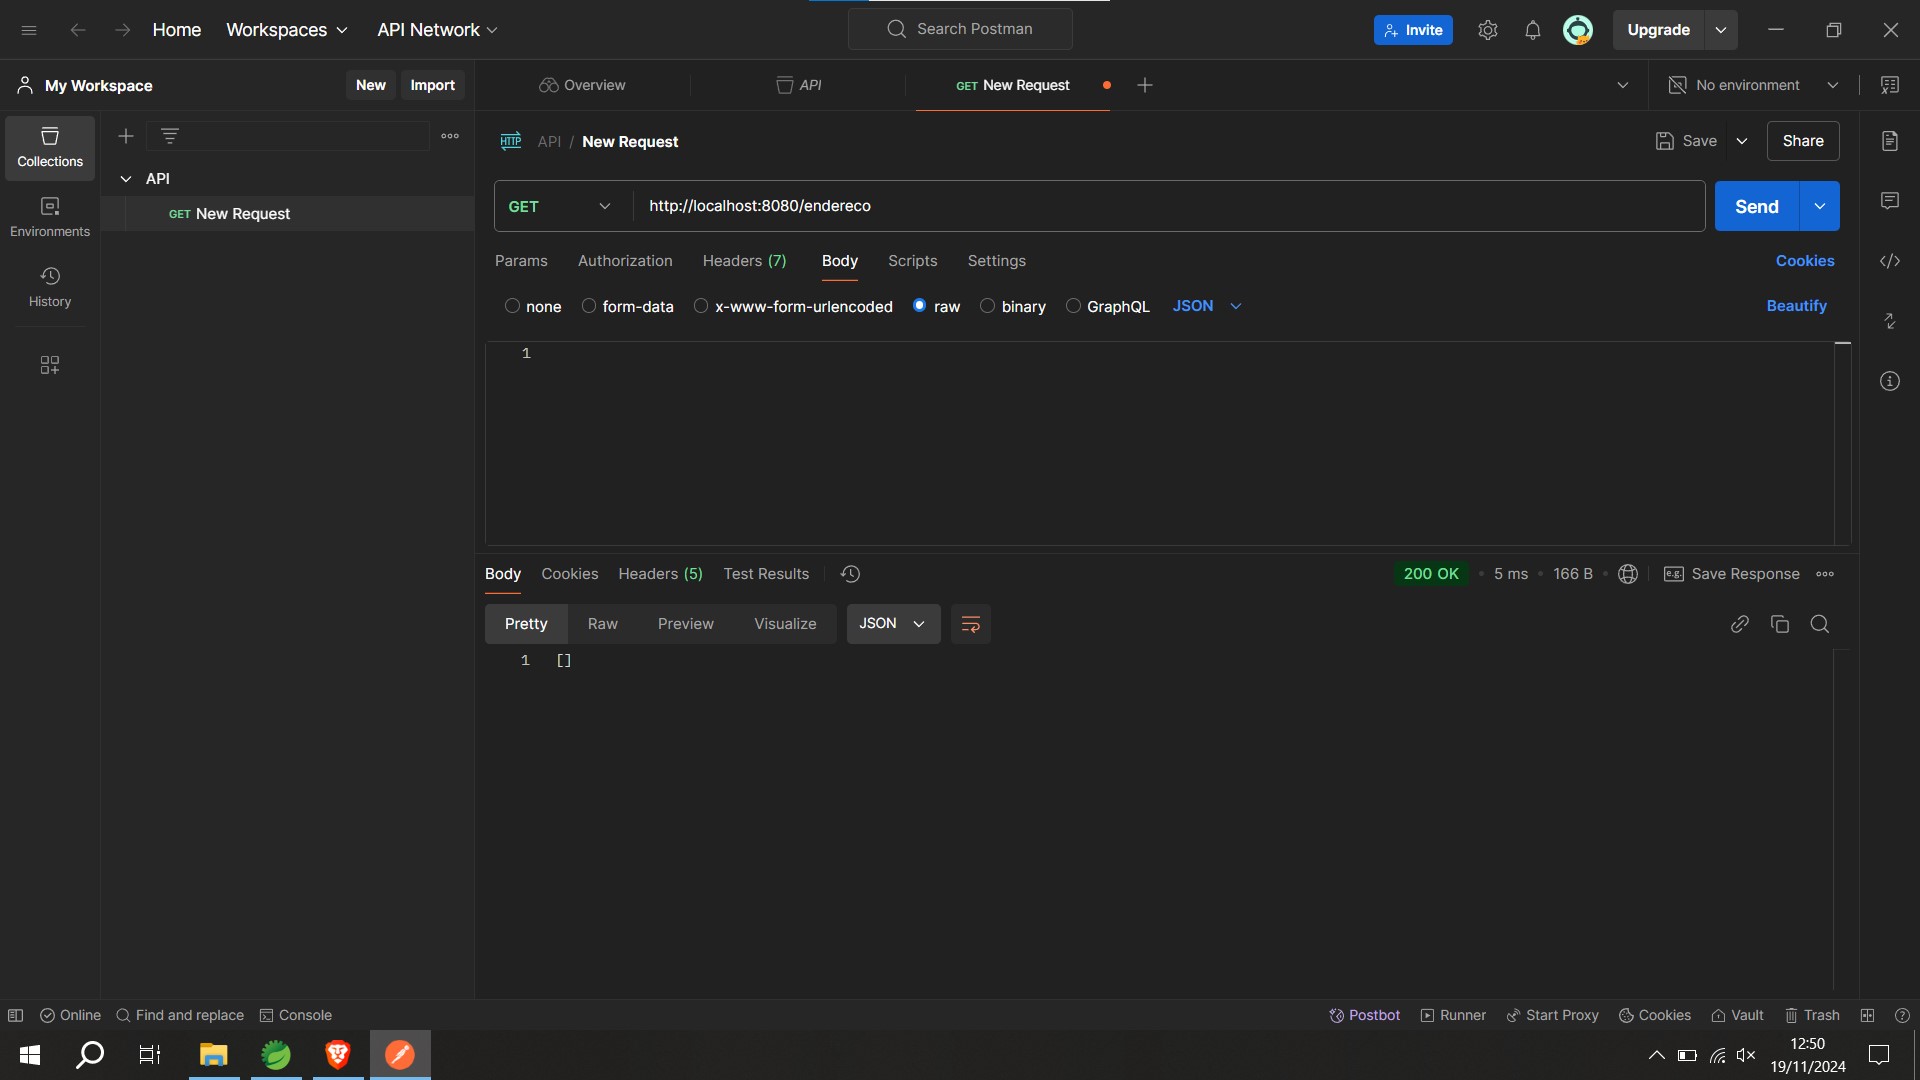 Home Workspaces API Network Search Postman Invite Upgrade
My Workspace New Import Overview API GET New Request No environment
Collections
Environments
History
API
GET New Request
HTTP API / New Request Save Share
GET http://localhost:8080/endereco Send
Params Authorization Headers (7) Body Scripts Settings Cookies
none form-data x-www-form-urlencoded raw binary GraphQL JSON Beautify
1
Body Cookies Headers (5) Test Results 200 OK • 5 ms • 166 B • e.g. Save Response
Pretty Raw Preview Visualize JSON
1 []
Online Find and replace Console Postbot Runner Start Proxy Cookies Vault Trash
12:50
19/11/2024